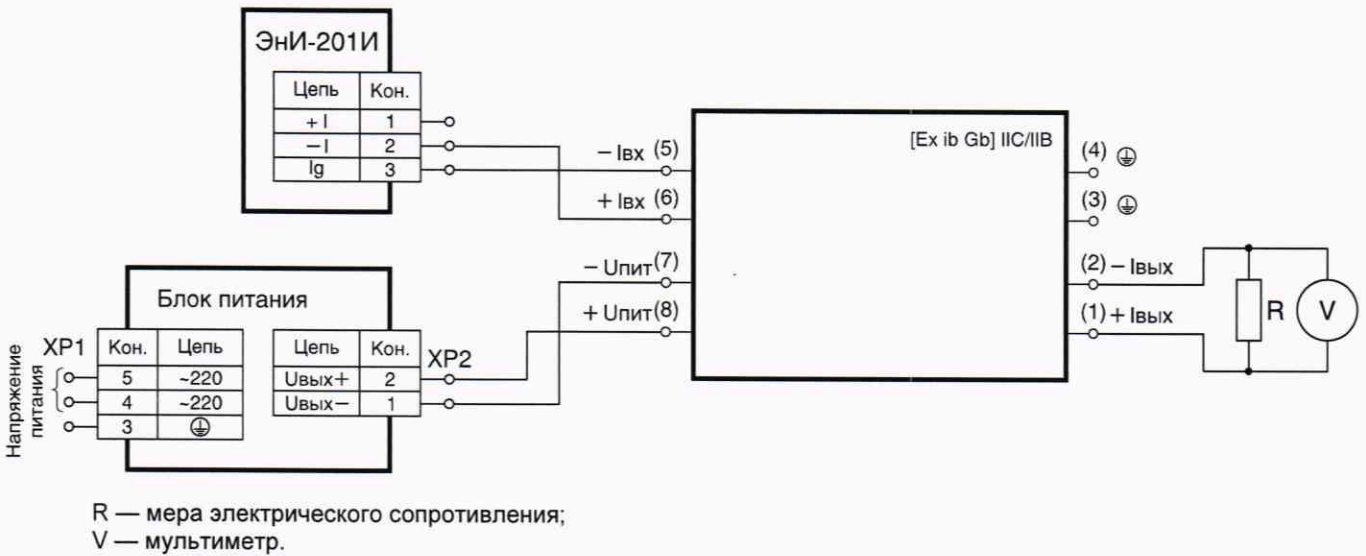 ЭнИ-201И
Цепь Кон.
+ I 1
– I 2
Ig 3
[Ex ib Gb] IIC/IIB
– Iвх (5)
+ Iвх (6)
– Uпит (7)
+ Uпит (8)
(4)
(3)
(2) – Iвых
(1) + Iвых
R
V
Блок питания
Напряжение
питания
XP1
Кон. Цепь
5 ~220
4 ~220
3
Цепь Кон.
Uвых+ 2
Uвых– 1
XP2
R — мера электрического сопротивления;
V — мультиметр.